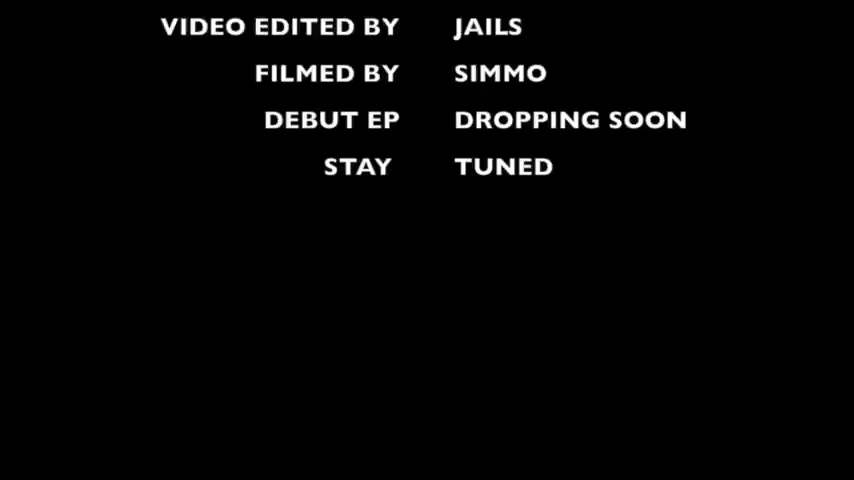 VIDEO EDITED BY JAILS
FILMED BY SIMMO
DEBUT EP DROPPING SOON
STAY TUNED